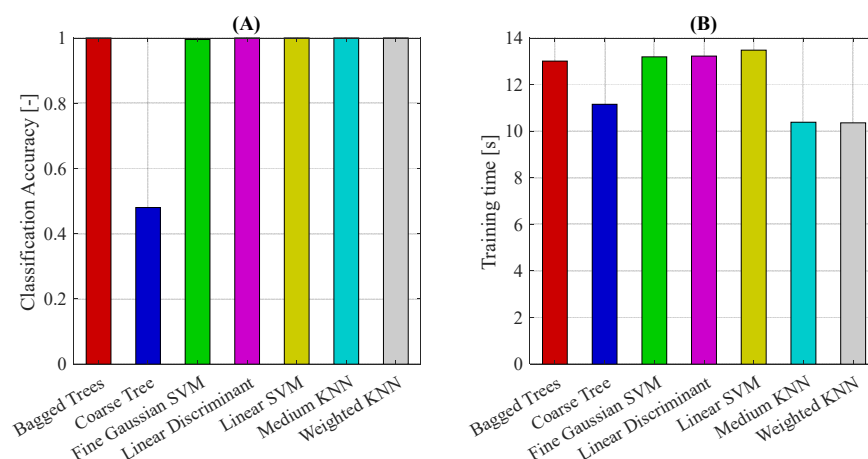 (A)
Classification Accuracy [-]
1
0.8
0.6
0.4
0.2
0
Bagged Trees
Coarse Tree
Fine Gaussian SVM
Linear Discriminant
Linear SVM
Medium KNN
Weighted KNN
(B)
Training time [s]
14
12
10
8
6
4
2
0
Bagged Trees
Coarse Tree
Fine Gaussian SVM
Linear Discriminant
Linear SVM
Medium KNN
Weighted KNN